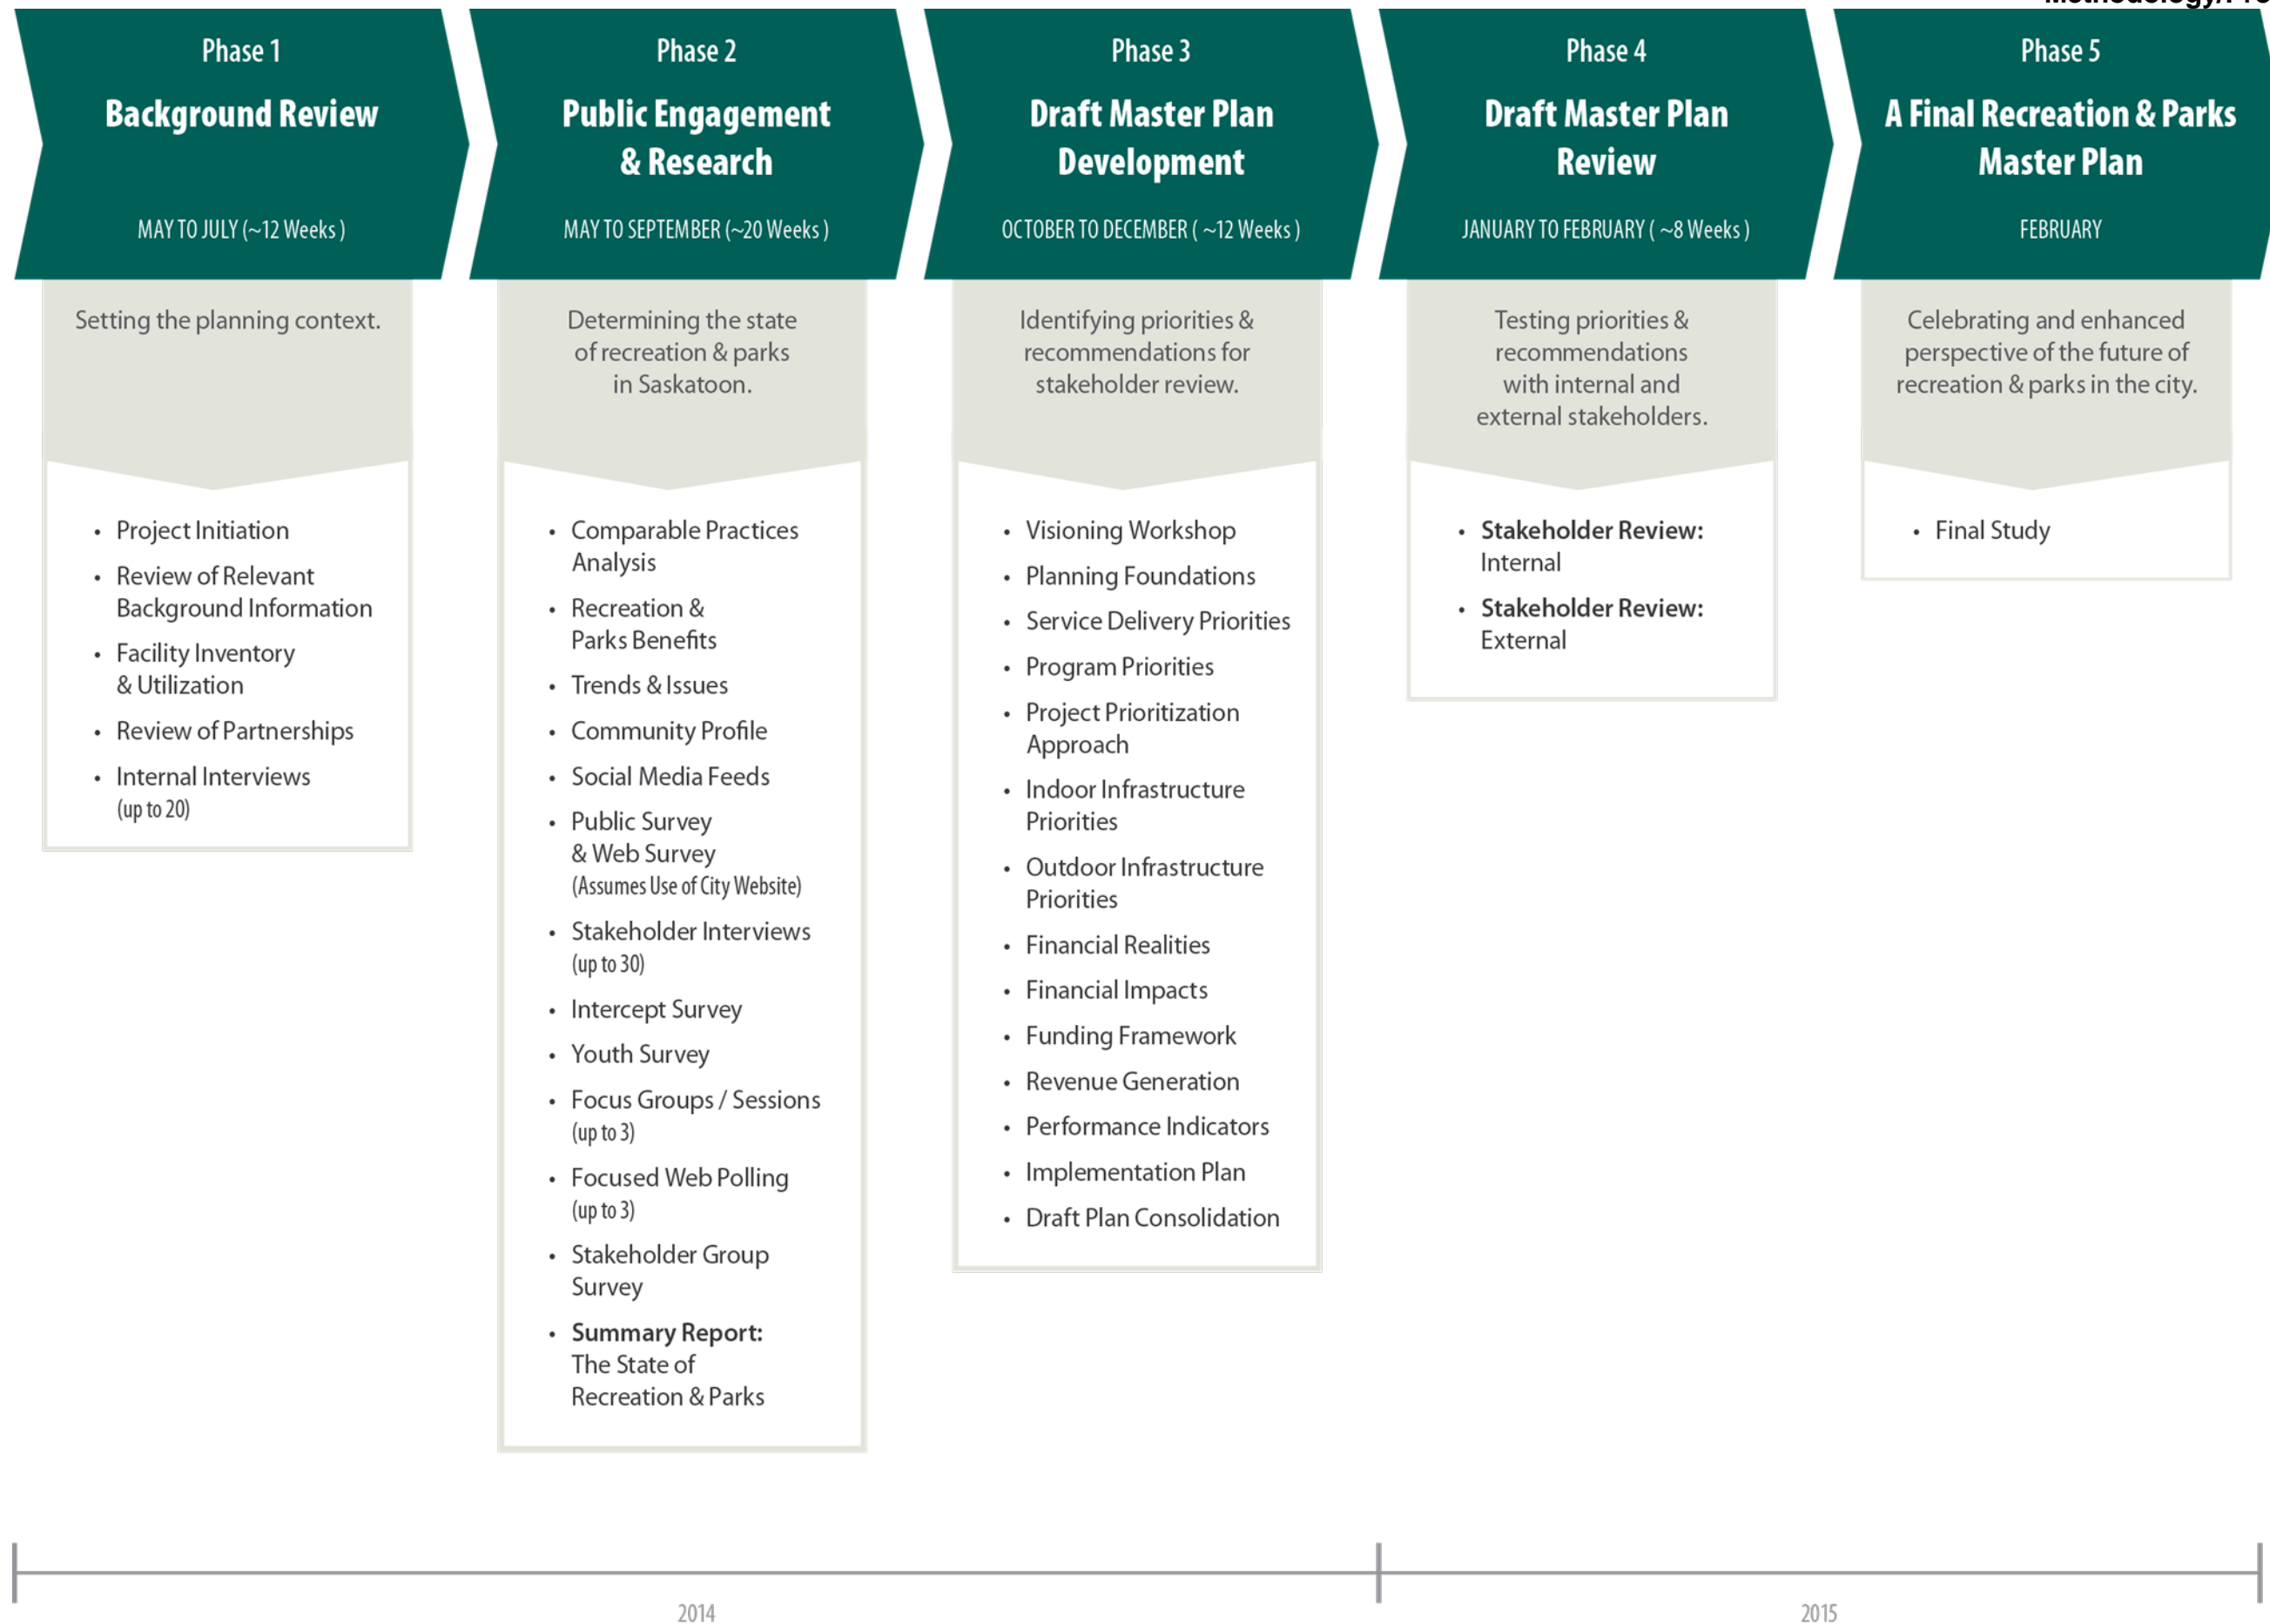 Phase 1
Background Review
MAY TO JULY (~12 Weeks )
Setting the planning context.
• Project Initiation
• Review of Relevant
Background Information
• Facility Inventory
& Utilization
• Review of Partnerships
• Internal Interviews
(up to 20)
Phase 2
Public Engagement
& Research
MAY TO SEPTEMBER (~20 Weeks )
Determining the state
of recreation & parks
in Saskatoon.
• Comparable Practices
Analysis
• Recreation &
Parks Benefits
• Trends & Issues
• Community Profile
• Social Media Feeds
• Public Survey
& Web Survey
(Assumes Use of City Website)
• Stakeholder Interviews
(up to 30)
• Intercept Survey
• Youth Survey
• Focus Groups / Sessions
(up to 3)
• Focused Web Polling
(up to 3)
• Stakeholder Group
Survey
• Summary Report:
The State of
Recreation & Parks
Phase 3
Draft Master Plan
Development
OCTOBER TO DECEMBER ( ~12 Weeks )
Identifying priorities &
recommendations for
stakeholder review.
• Visioning Workshop
• Planning Foundations
• Service Delivery Priorities
• Program Priorities
• Project Prioritization
Approach
• Indoor Infrastructure
Priorities
• Outdoor Infrastructure
Priorities
• Financial Realities
• Financial Impacts
• Funding Framework
• Revenue Generation
• Performance Indicators
• Implementation Plan
• Draft Plan Consolidation
Phase 4
Draft Master Plan
Review
JANUARY TO FEBRUARY ( ~8 Weeks )
Testing priorities &
recommendations
with internal and
external stakeholders.
• Stakeholder Review:
Internal
• Stakeholder Review:
External
Phase 5
A Final Recreation & Parks
Master Plan
FEBRUARY
Celebrating and enhanced
perspective of the future of
recreation & parks in the city.
• Final Study
2014
2015